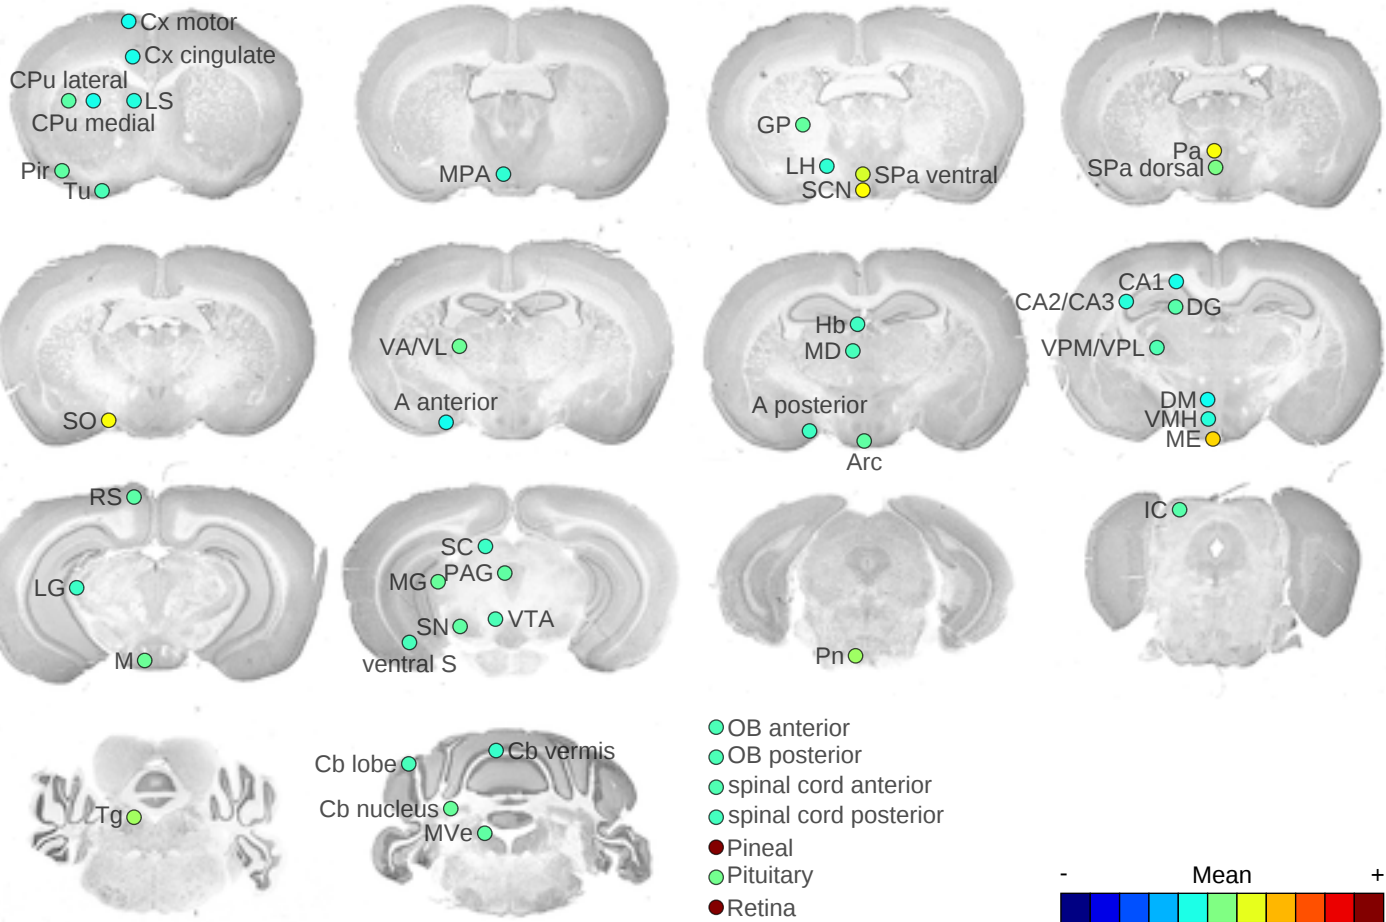 Cx motor
Cx cingulate
CPu lateral
LS
CPu medial
Pir
Tu
MPA
GP
LH
SPa ventral
SCN
Pa
SPa dorsal
SO
VA/VL
A anterior
Hb
MD
A posterior
Arc
CA1
CA2/CA3
DG
VPM/VPL
DM
VMH
ME
RS
LG
M
SC
MG
PAG
SN
VTA
ventral S
Pn
IC
Tg
Cb lobe
Cb vermis
Cb nucleus
MVe
OB anterior
OB posterior
spinal cord anterior
spinal cord posterior
Pineal
Pituitary
Retina
- Mean +